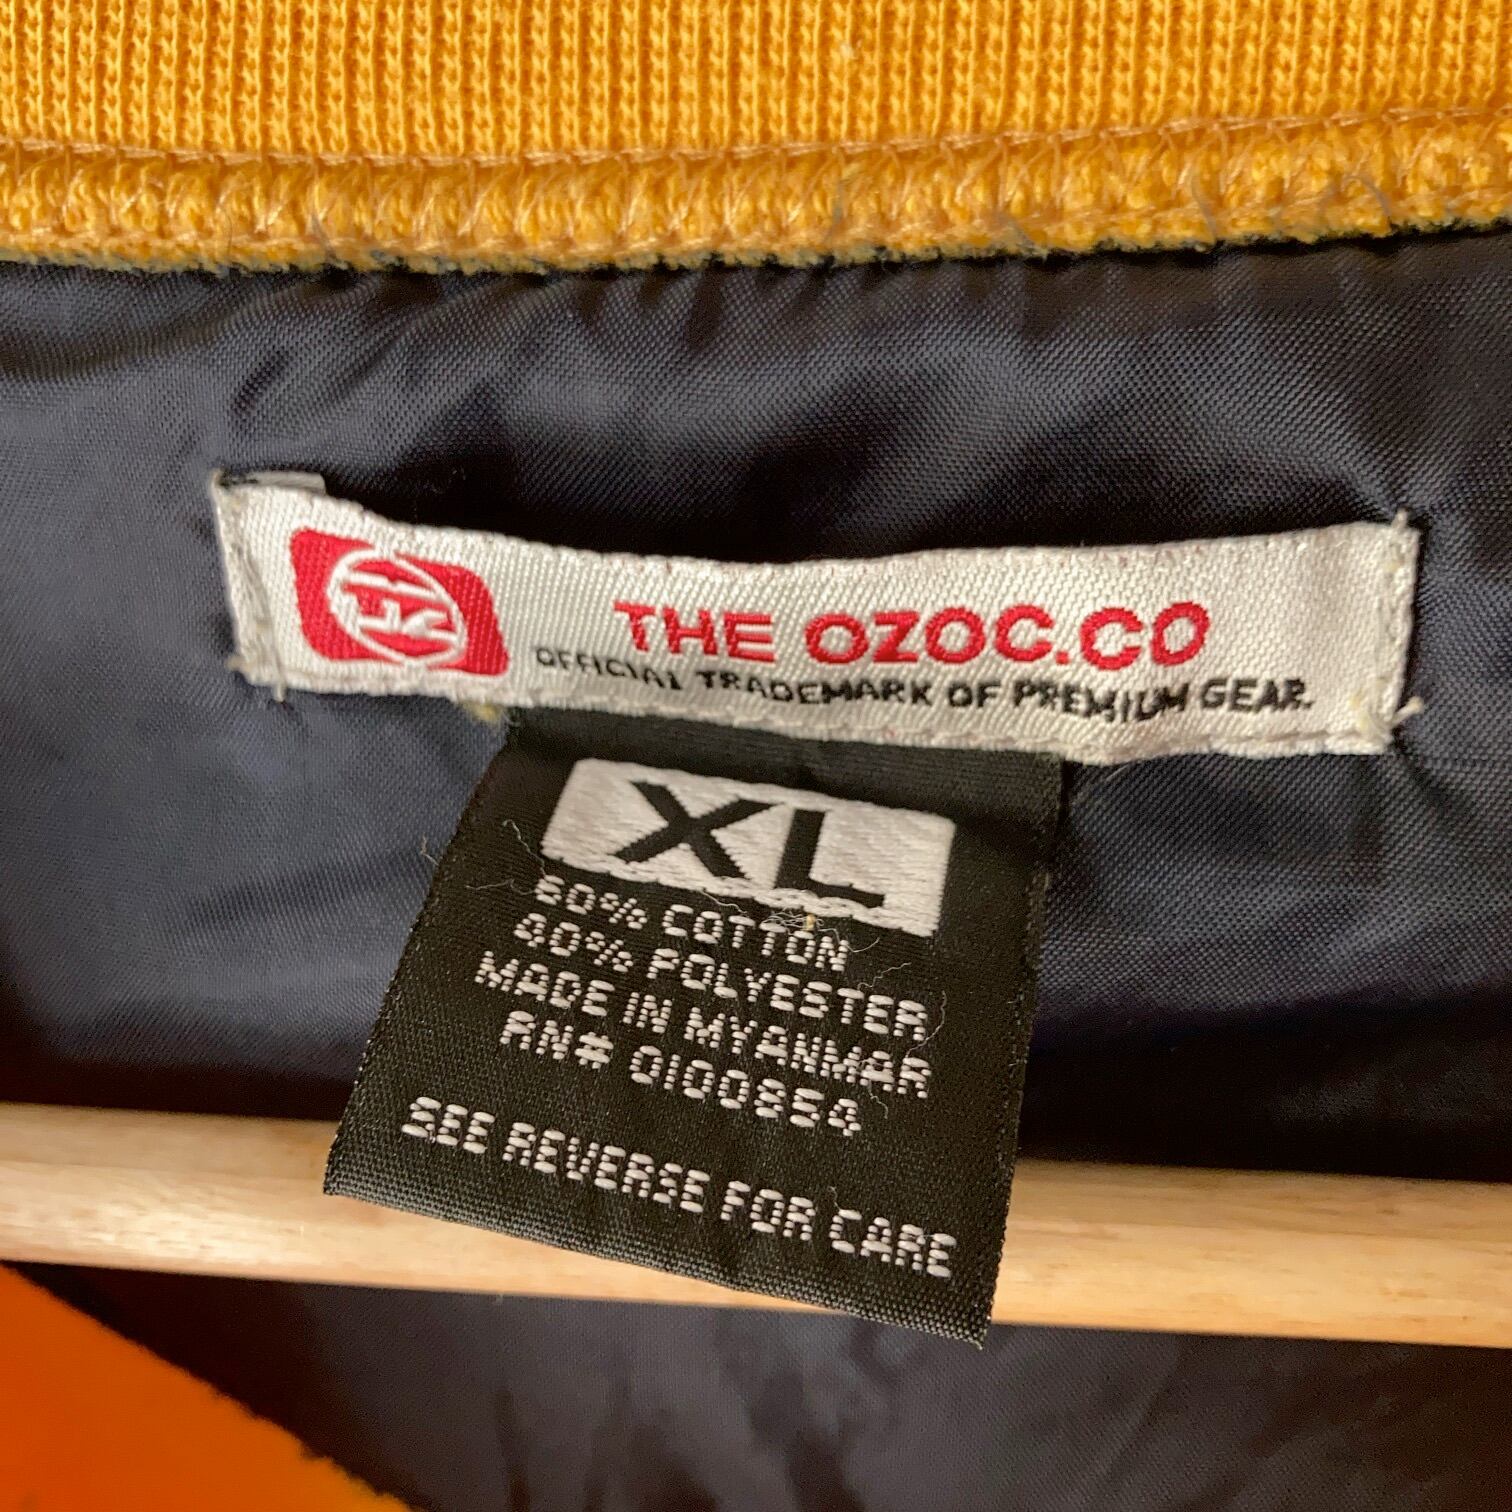 THE OZOC.CO
OFFICIAL TRADEMARK OF PREMIUM GEAR.
XL
60% COTTON
40% POLYESTER
MADE IN MYANMAR
RN# 0100854
SEE REVERSE FOR CARE